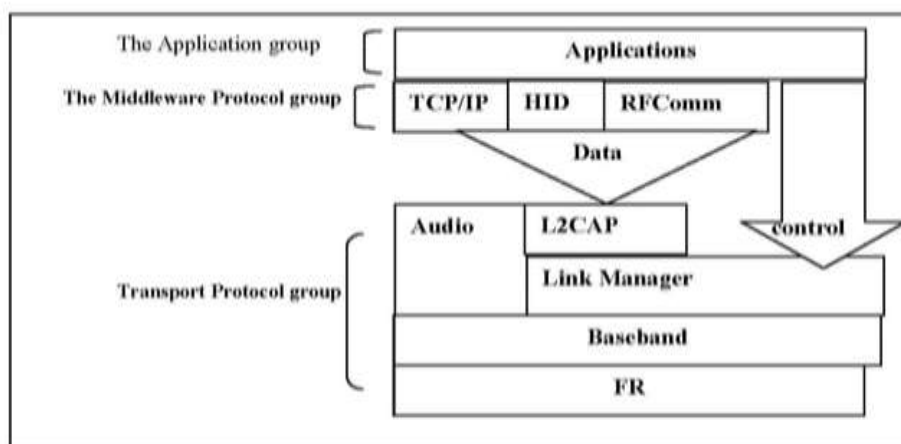 The Application group
Applications
The Middleware Protocol group
TCP/IP HID RFComm
Data
Audio L2CAP control
Link Manager
Transport Protocol group
Baseband
FR